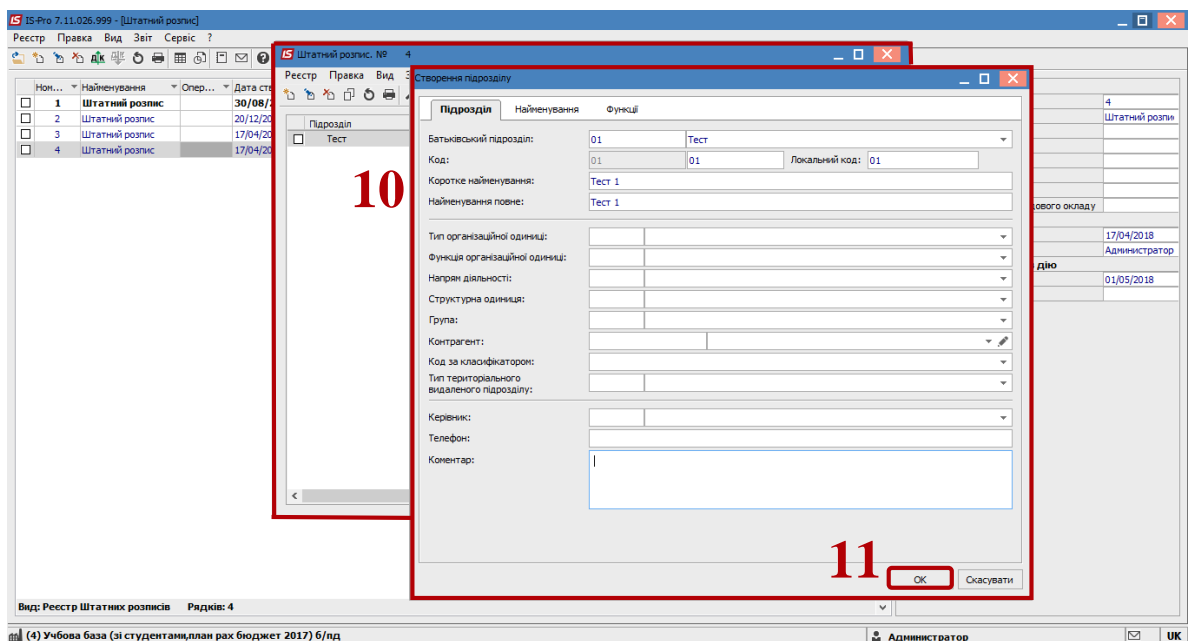 IS-Pro 7.11.026.999 - [Штатний розпис]
Реєстр Правка Вид Звіт Сервіс ?
Ном... Найменування Опер... Дата ств
1 Штатний розпис 30/08/2
2 Штатний розпис 20/12/20
3 Штатний розпис 17/04/20
4 Штатний розпис 17/04/20
Вид: Реєстр Штатних розписів Рядків: 4
(4) Учбова база (зі студентами,план рах бюджет 2017) б/пд
Администратор
UK
Штатний розпис. № 4
Реєстр Правка Вид З
Підрозділ
Тест
10
Створення підрозділу
Підрозділ Найменування Функції
Батьківський підрозділ: 01 Тест
Код: 01 01 Локальний код: 01
Коротке найменування: Тест 1
Найменування повне: Тест 1
Тип організаційної одиниці:
Функція організаційної одиниці:
Напрям діяльності:
Структурна одиниця:
Група:
Контрагент:
Код за класифікатором:
Тип територіального
видаленого підрозділу:
Керівник:
Телефон:
Коментар:
11
ОК Скасувати
4
Штатний розпи
дового окладу
17/04/2018
Администратор
дію
01/05/2018